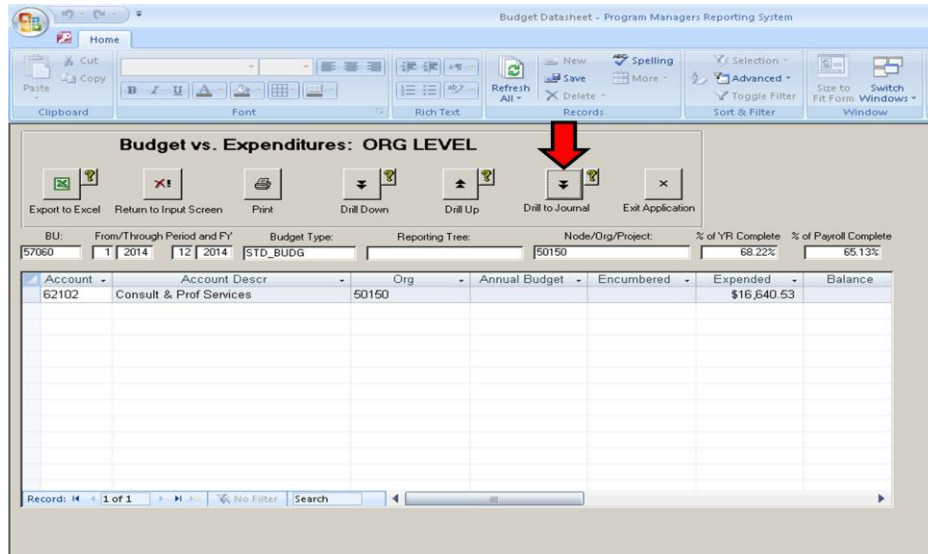 Budget Datasheet - Program Managers Reporting System
Home
Cut
Copy
Paste
Clipboard
B I U A
Font
Rich Text
Refresh All
New
Save
Delete
Spelling
More
Records
Selection
Advanced
Toggle Filter
Sort & Filter
Size to Fit Form
Switch Windows
Window
Budget vs. Expenditures: ORG LEVEL
? ? ? ?
Export to Excel Return to Input Screen Print Drill Down Drill Up Drill to Journal Exit Application
BU: From/Through Period and FY Budget Type: Reporting Tree: Node/Org/Project: % of YR Complete % of Payroll Complete
57060 1 2014 12 2014 STD_BUDG 50150 68.22% 65.13%
Account Account Descr Org Annual Budget Encumbered Expended Balance
62102 Consult & Prof Services 50150 $16,640.53
Record: 1 of 1 No Filter Search